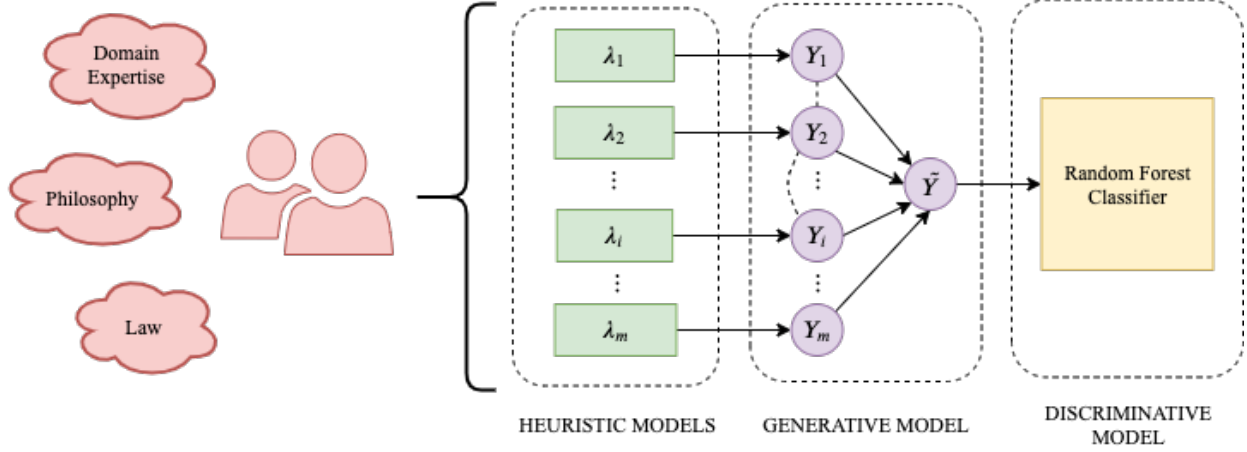 Domain
Expertise
Philosophy
Law
λ₁
λ₂
⋮
λᵢ
⋮
λₘ
HEURISTIC MODELS
Y₁
Y₂
⋮
Yᵢ
⋮
Yₘ
Ỹ
GENERATIVE MODEL
Random Forest
Classifier
DISCRIMINATIVE
MODEL